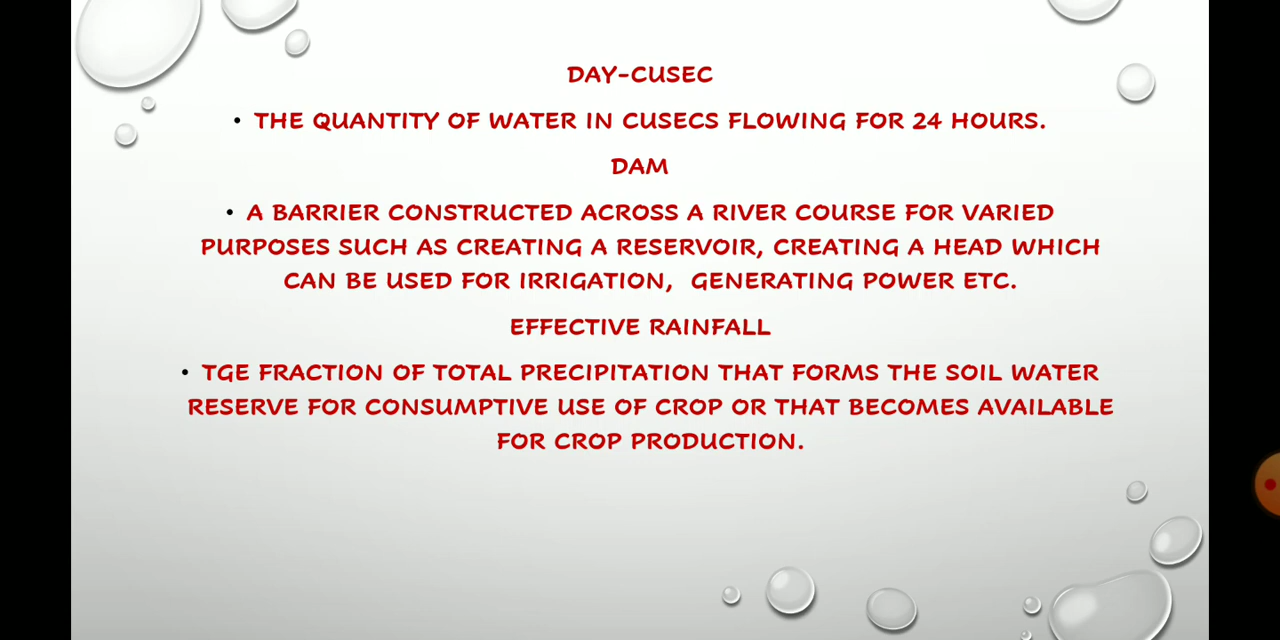 DAY-CUSEC
• THE QUANTITY OF WATER IN CUSECS FLOWING FOR 24 HOURS.
DAM
• A BARRIER CONSTRUCTED ACROSS A RIVER COURSE FOR VARIED
PURPOSES SUCH AS CREATING A RESERVOIR, CREATING A HEAD WHICH
CAN BE USED FOR IRRIGATION,  GENERATING POWER ETC.
EFFECTIVE RAINFALL
• TGE FRACTION OF TOTAL PRECIPITATION THAT FORMS THE SOIL WATER
RESERVE FOR CONSUMPTIVE USE OF CROP OR THAT BECOMES AVAILABLE
FOR CROP PRODUCTION.